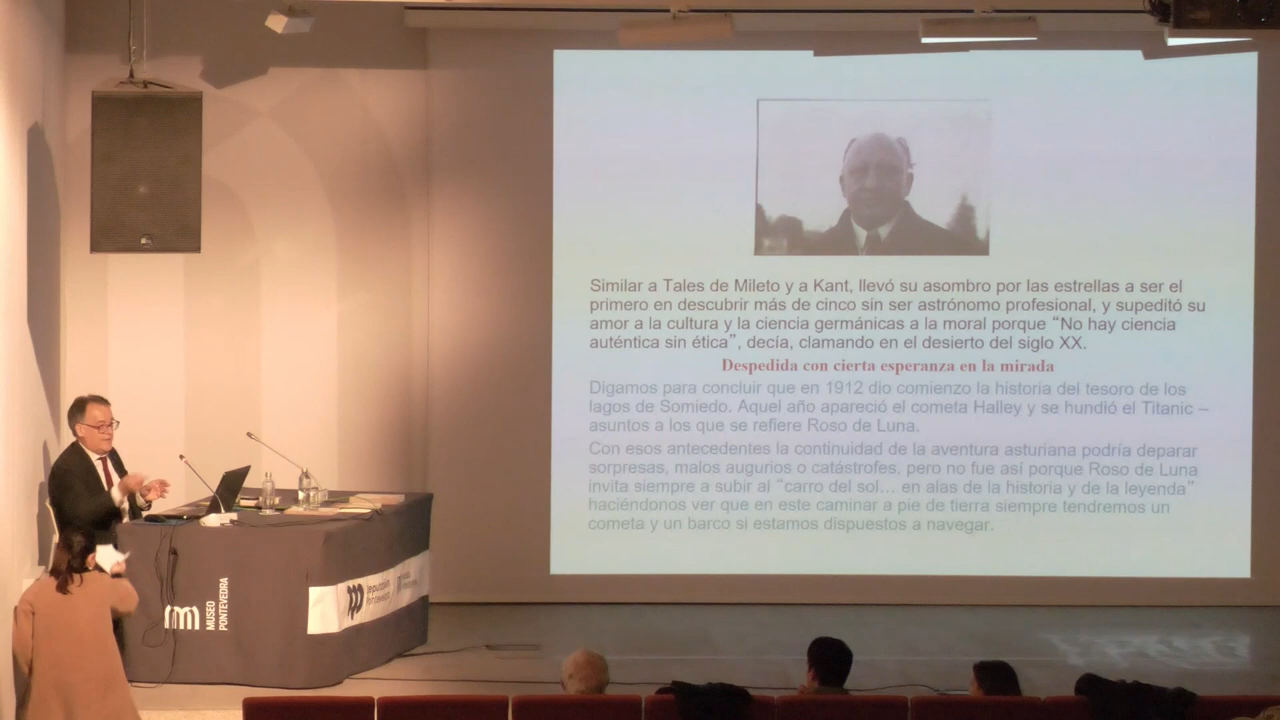 Similar a Tales de Mileto y a Kant, llevó su asombro por las estrellas a ser el
primero en descubrir más de cinco sin ser astrónomo profesional, y supeditó su
amor a la cultura y la ciencia germánicas a la moral porque “No hay ciencia
auténtica sin ética”, decía, clamando en el desierto del siglo XX.
Despedida con cierta esperanza en la mirada
Digamos para concluir que en 1912 dio comienzo la historia del tesoro de los
lagos de Somiedo. Aquel año apareció el cometa Halley y se hundió el Titanic –
asuntos a los que se refiere Roso de Luna.
Con esos antecedentes la continuidad de la aventura asturiana podría deparar
sorpresas, malos augurios o catástrofes, pero no fue así porque Roso de Luna
invita siempre a subir al “carro del sol... en alas de la historia y de la leyenda”
haciéndonos ver que en este caminar a pie de tierra siempre tendremos un
cometa y un barco si estamos dispuestos a navegar.
MUSEO
PONTEVEDRA